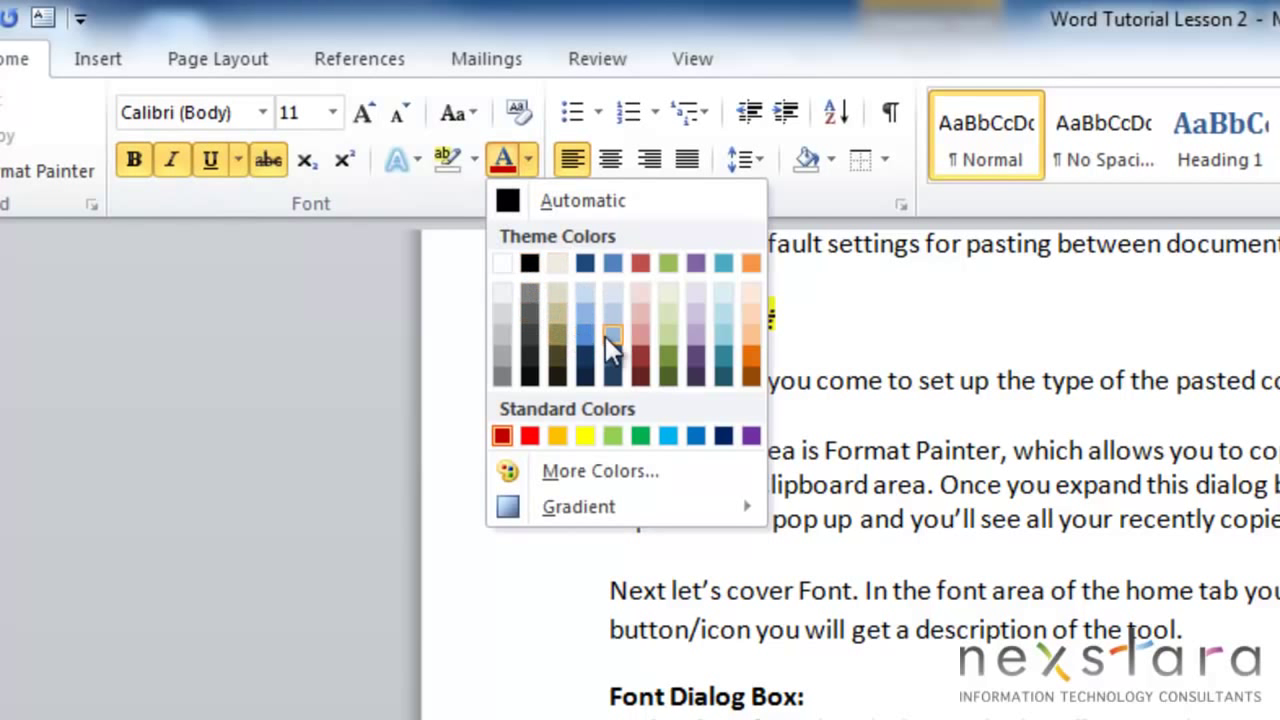 Word Tutorial Lesson 2 -
ome Insert Page Layout References Mailings Review View
Calibri (Body) 11 Aa
B I U abc X₂ X² ab A
mat Painter
Font
AaBbCcDc AaBbCcDc AaBbC
¶ Normal ¶ No Spaci... Heading 1
Automatic
Theme Colors
Standard Colors
More Colors...
Gradient
fault settings for pasting between document
you come to set up the type of the pasted co
ea is Format Painter, which allows you to co
lipboard area. Once you expand this dialog b
pop up and you'll see all your recently copie
Next let's cover Font. In the font area of the home tab you
button/icon you will get a description of the tool.
Font Dialog Box:
nexstara
INFORMATION TECHNOLOGY CONSULTANTS